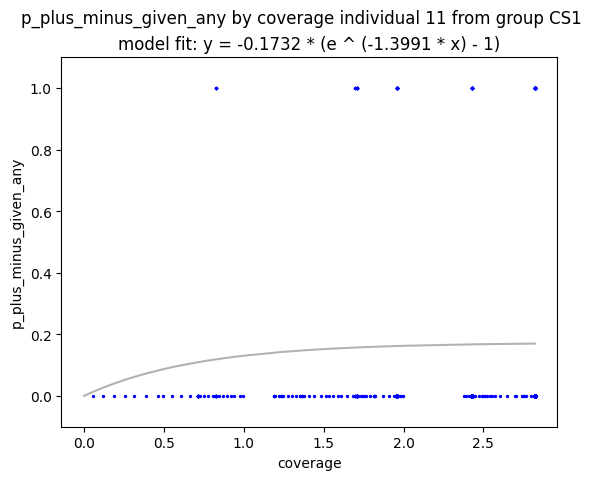 p_plus_minus_given_any by coverage individual 11 from group CS1
model fit: y = -0.1732 * (e ^ (-1.3991 * x) - 1)
1.0
0.8
0.6
0.4
0.2
0.0
p_plus_minus_given_any
0.0 0.5 1.0 1.5 2.0 2.5
coverage